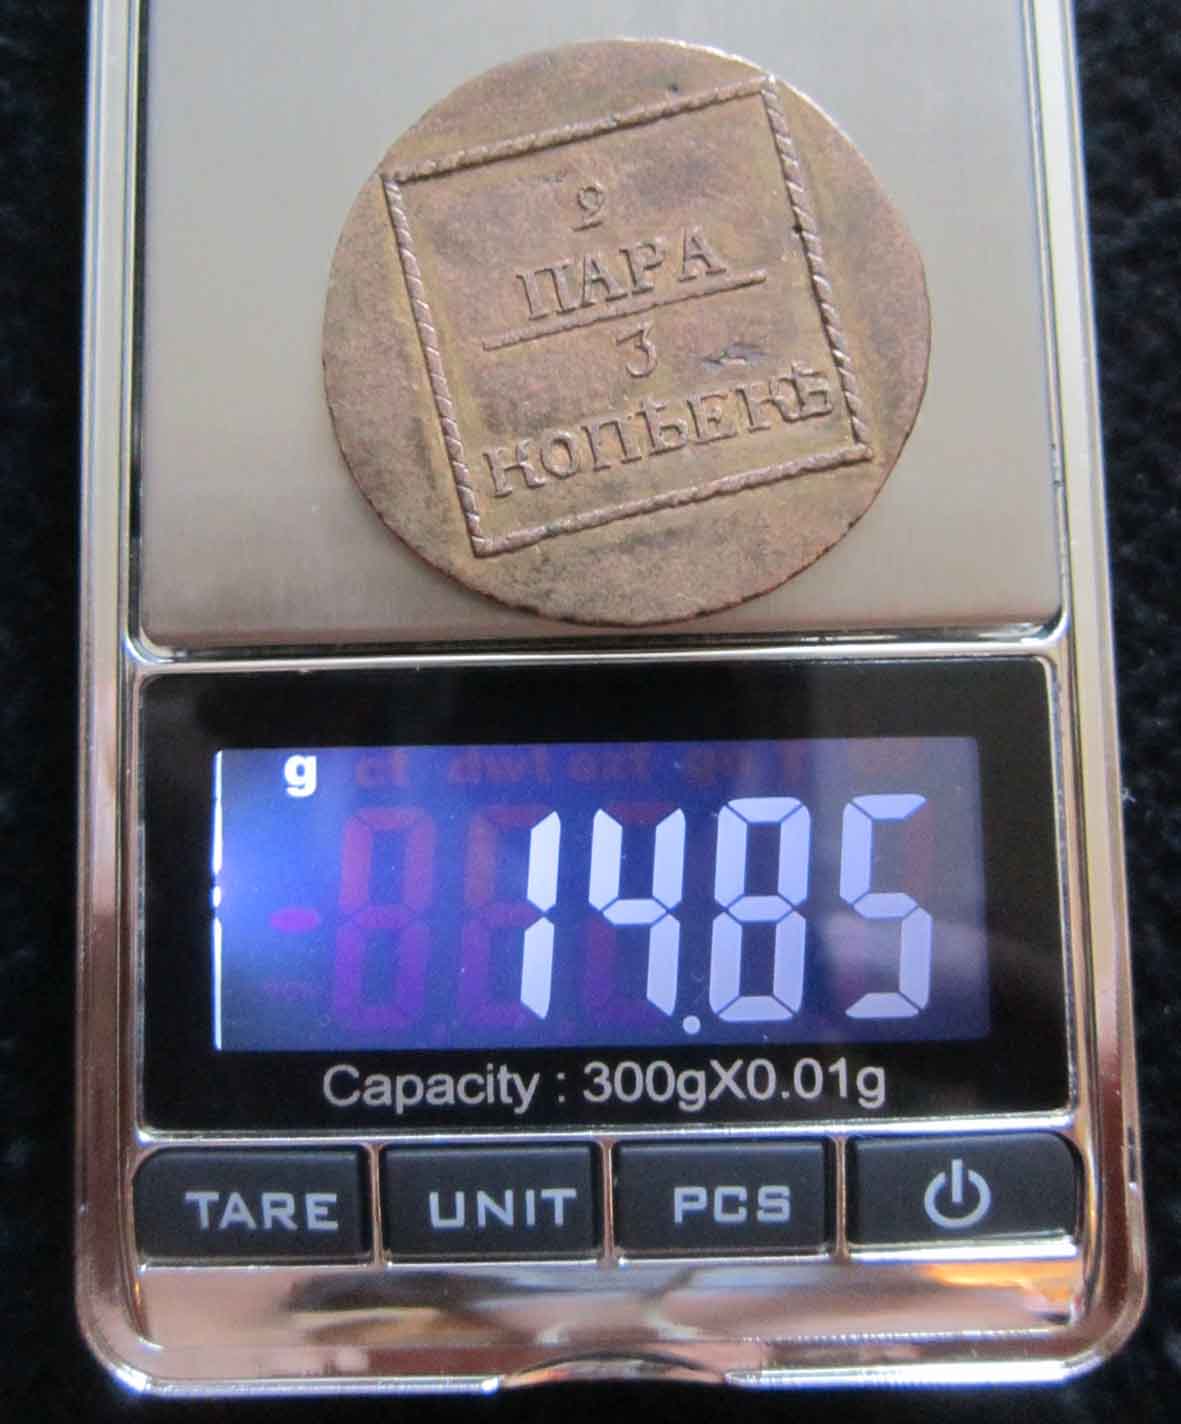 2
ПАРА
3
КОПѢЕКЪ
g
14.85
Capacity : 300gX0.01g
TARE UNIT PCS